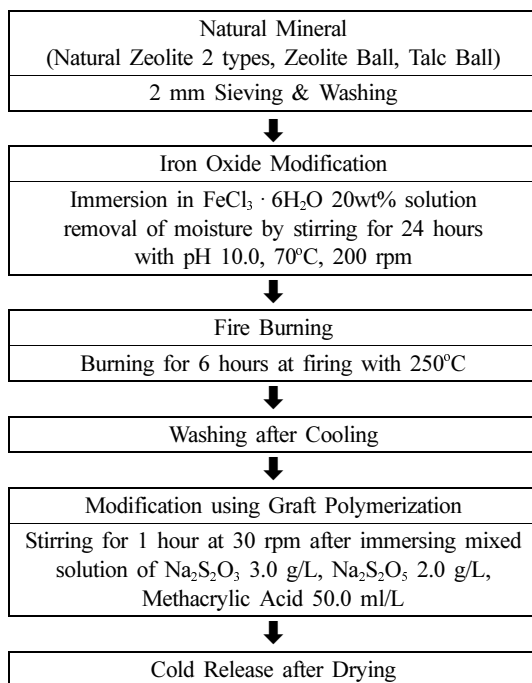 Natural Mineral
(Natural Zeolite 2 types, Zeolite Ball, Talc Ball)
2 mm Sieving & Washing
Iron Oxide Modification
Immersion in FeCl₃ · 6H₂O 20wt% solution
removal of moisture by stirring for 24 hours
with pH 10.0, 70°C, 200 rpm
Fire Burning
Burning for 6 hours at firing with 250°C
Washing after Cooling
Modification using Graft Polymerization
Stirring for 1 hour at 30 rpm after immersing mixed
solution of Na₂S₂O₃ 3.0 g/L, Na₂S₂O₅ 2.0 g/L,
Methacrylic Acid 50.0 ml/L
Cold Release after Drying